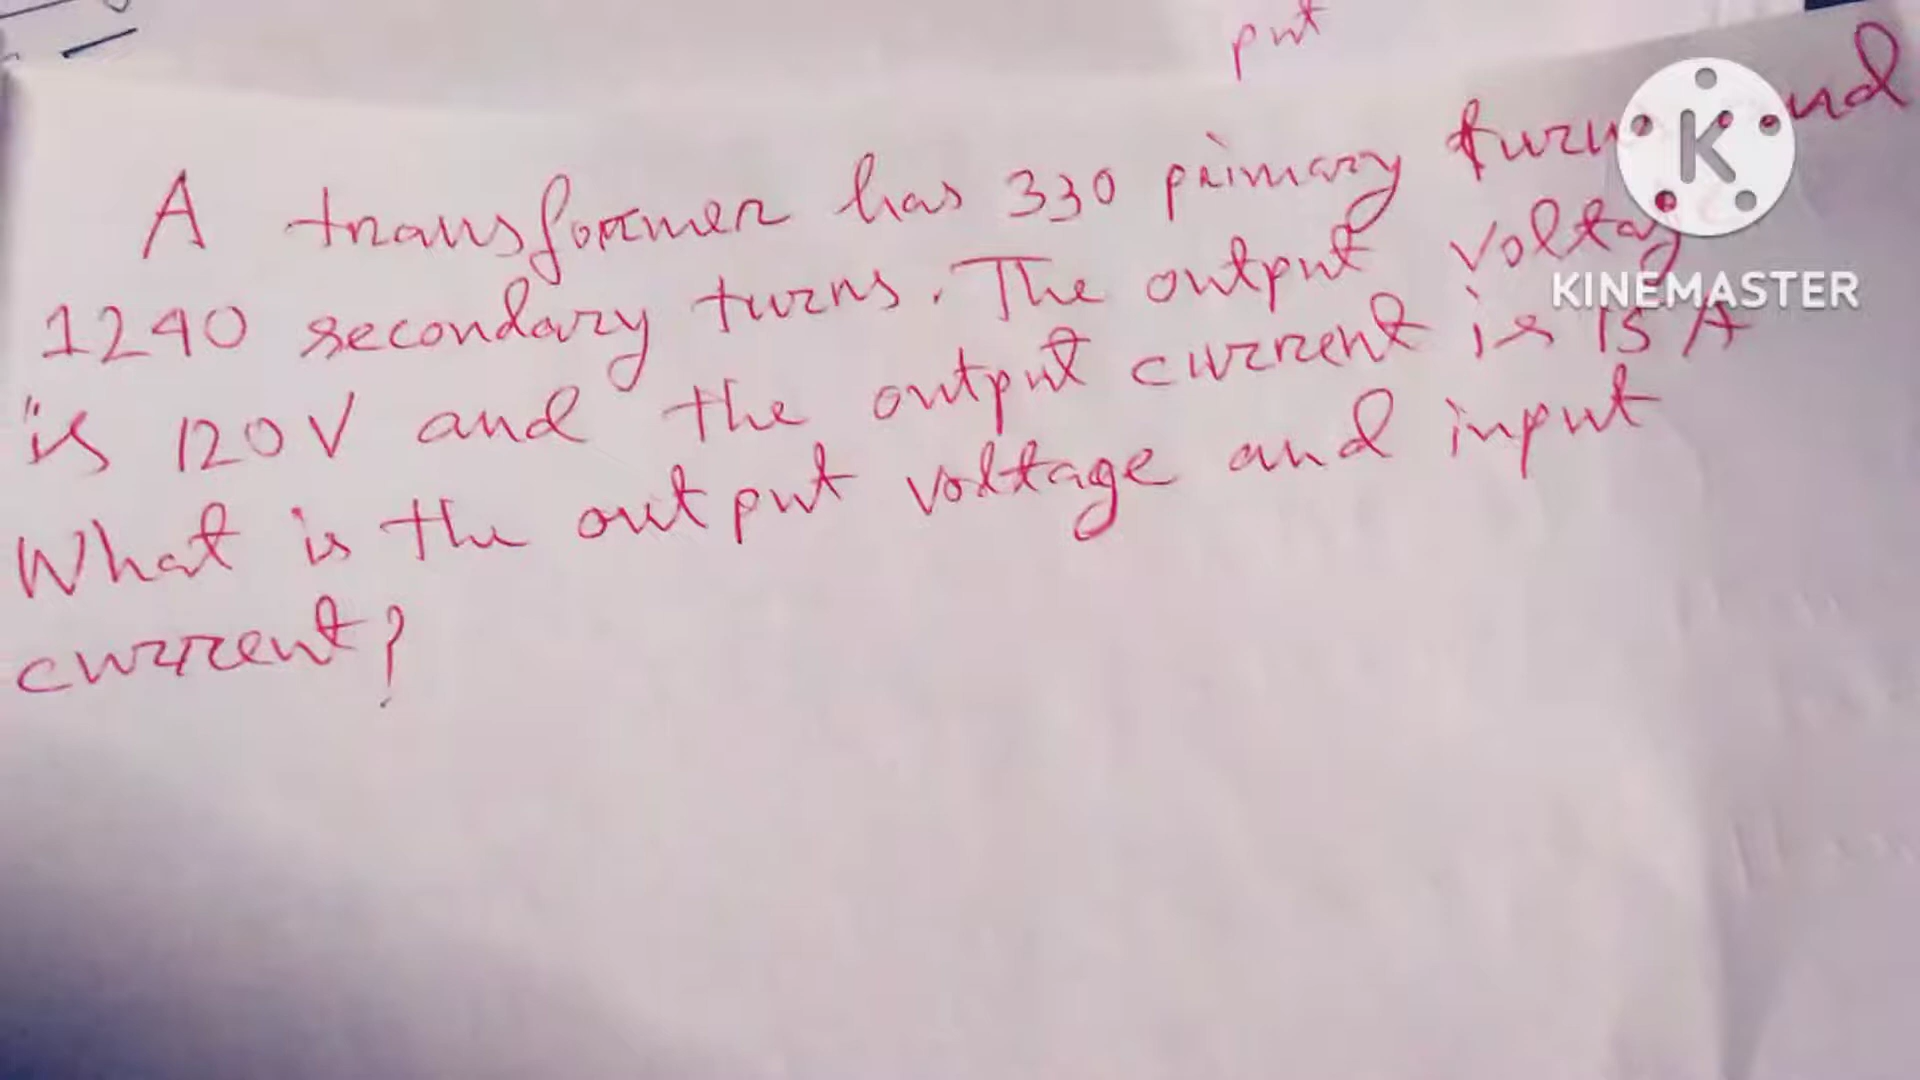 put
A transformer has 330 primary turns and
1240 secondary turns. The output voltage
is 120V and the output current is 15 A
What is the output voltage and input
current?
K
KINEMASTER